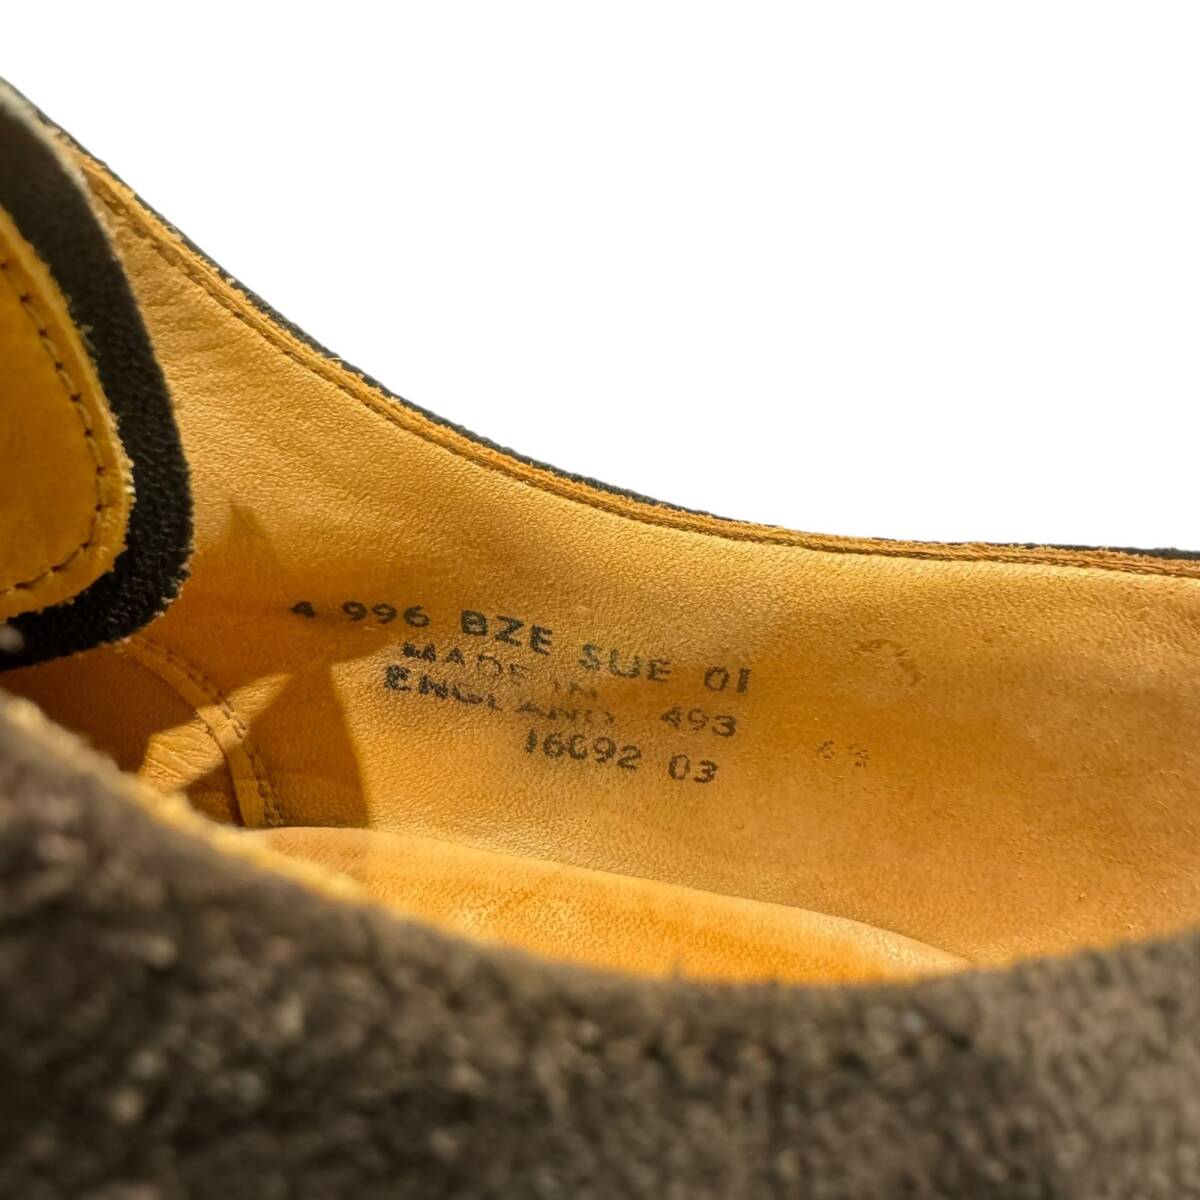 4 996 BZE SUE 01
MADE IN
ENGLAND 493
16092 03